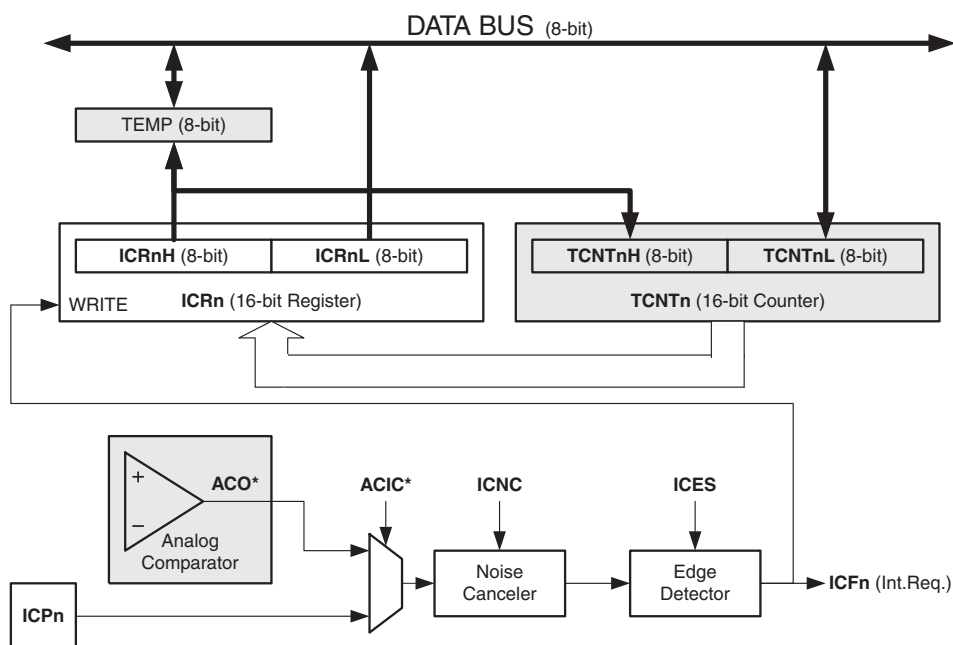 DATA BUS (8-bit)
TEMP (8-bit)
ICRnH (8-bit)
ICRnL (8-bit)
TCNTnH (8-bit)
TCNTnL (8-bit)
WRITE
ICRn (16-bit Register)
TCNTn (16-bit Counter)
+
−
ACO*
Analog
Comparator
ACIC*
ICNC
ICES
Noise
Canceler
Edge
Detector
ICFn (Int.Req.)
ICPn